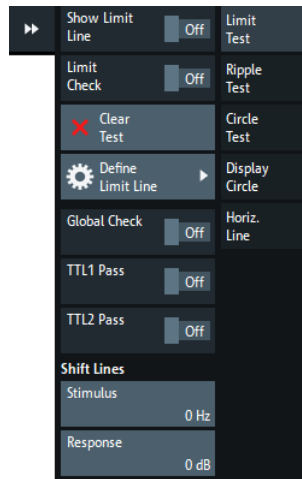 Show Limit
Line
Off
Limit
Check
Off
Clear
Test
Define
Limit Line
Global Check
Off
TTL1 Pass
Off
TTL2 Pass
Off
Shift Lines
Stimulus
0 Hz
Response
0 dB
Limit
Test
Ripple
Test
Circle
Test
Display
Circle
Horiz.
Line